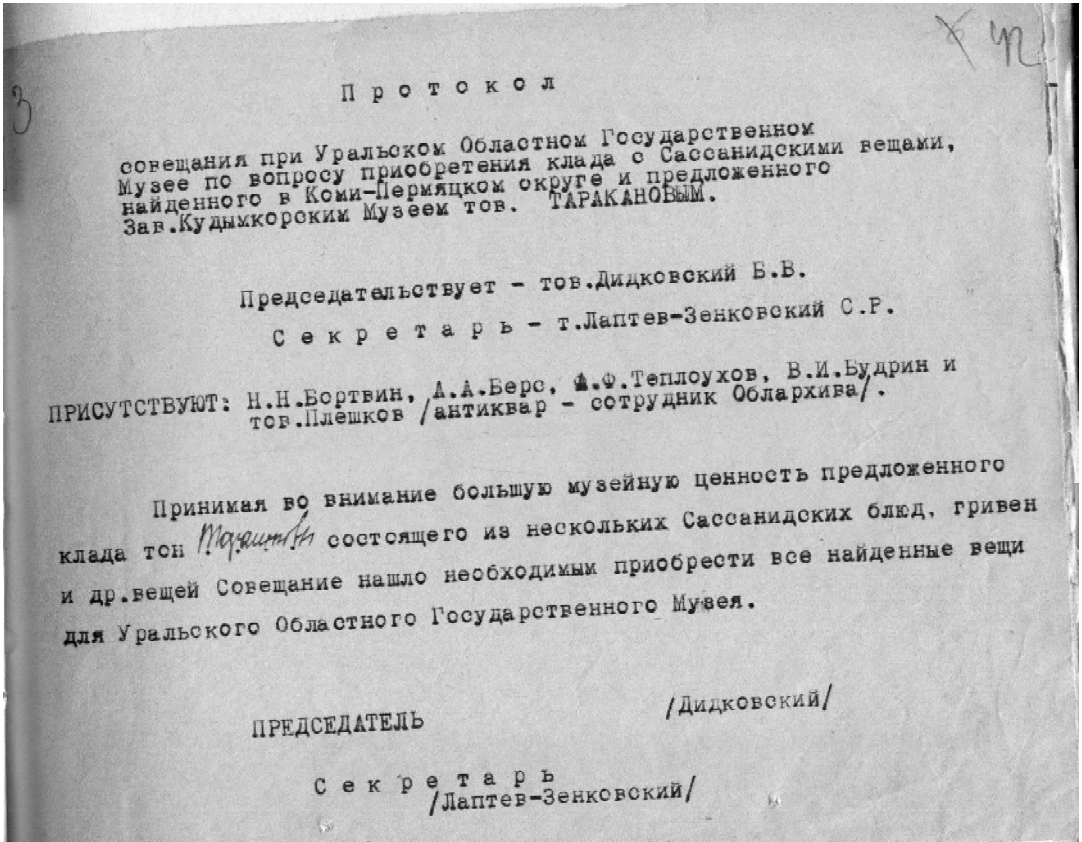 42
3
П р о т о к о л
совещания при Уральском Областном Государственном
Музее по вопросу приобретения клада с Сассанидскими вещами,
найденного в Коми-Пермяцком округе и предложенного
Зав.Кудымкорским Музеем тов. ТАРАКАНОВЫМ.
Председательствует - тов.Дидковский Б.В.
С е к р е т а р ь - т.Лаптев-Зенковский С.Р.
ПРИСУТСТВУЮТ: Н.Н.Бортвин, А.А.Берс, А.Ф.Теплоухов, В.И.Будрин и
тов.Плешков /антиквар - сотрудник Облархива/.
Принимая во внимание большую музейную ценность предложенного
клада тов состоящего из нескольких Сассанидских блюд, гривен
и др.вещей Совещание нашло необходимым приобрести все найденные вещи
для Уральского Областного Государственного Музея.
ПРЕДСЕДАТЕЛЬ /Дидковский/
С е к р е т а р ь
/Лаптев-Зенковский/